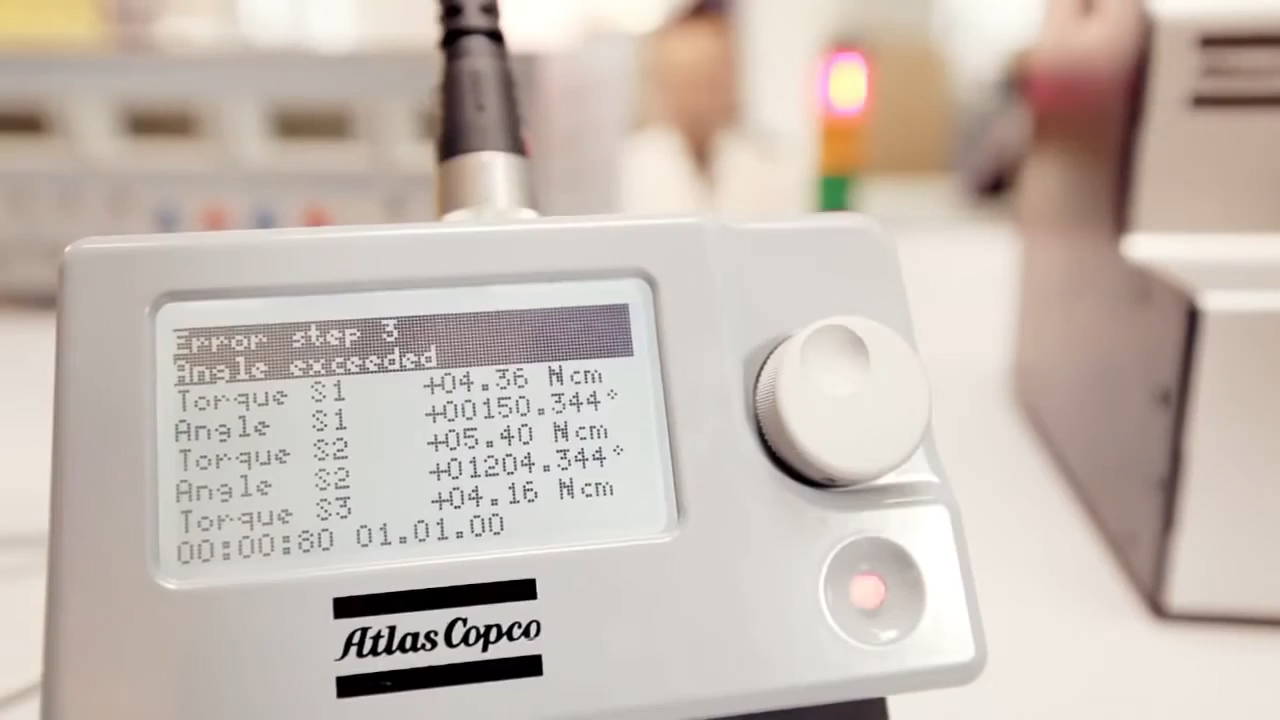 Error step 3
Angle exceeded
Torque S1 +04.36 Ncm
Angle S1 +00150.344°
Torque S2 +05.40 Ncm
Angle S2 +01204.344°
Torque S3 +04.16 Ncm
00:00:80 01.01.00
Atlas Copco